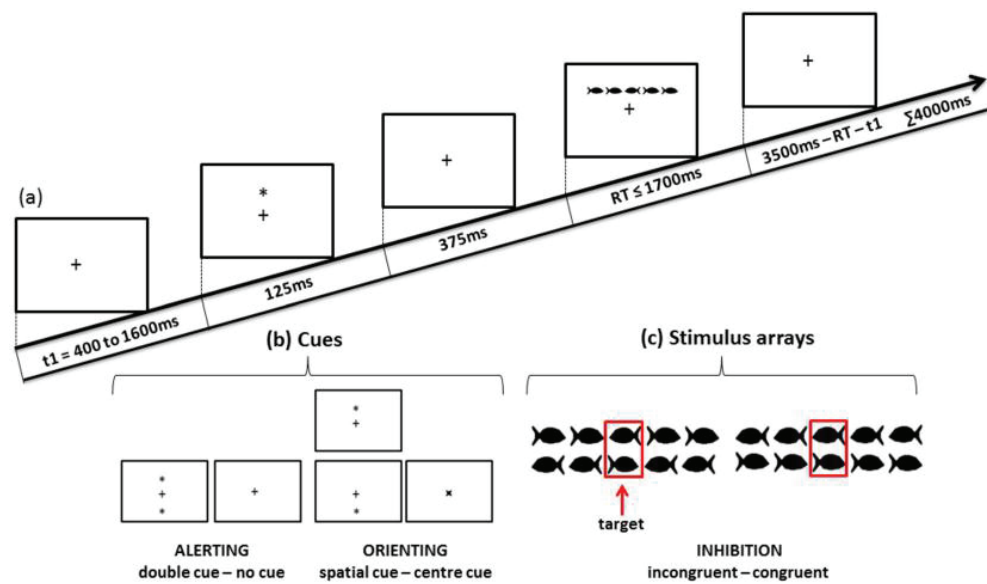 (a)
t1 = 400 to 1600ms
125ms
375ms
RT ≤ 1700ms
3500ms – RT – t1
∑4000ms
(b) Cues
(c) Stimulus arrays
target
ALERTING
double cue – no cue
ORIENTING
spatial cue – centre cue
INHIBITION
incongruent – congruent